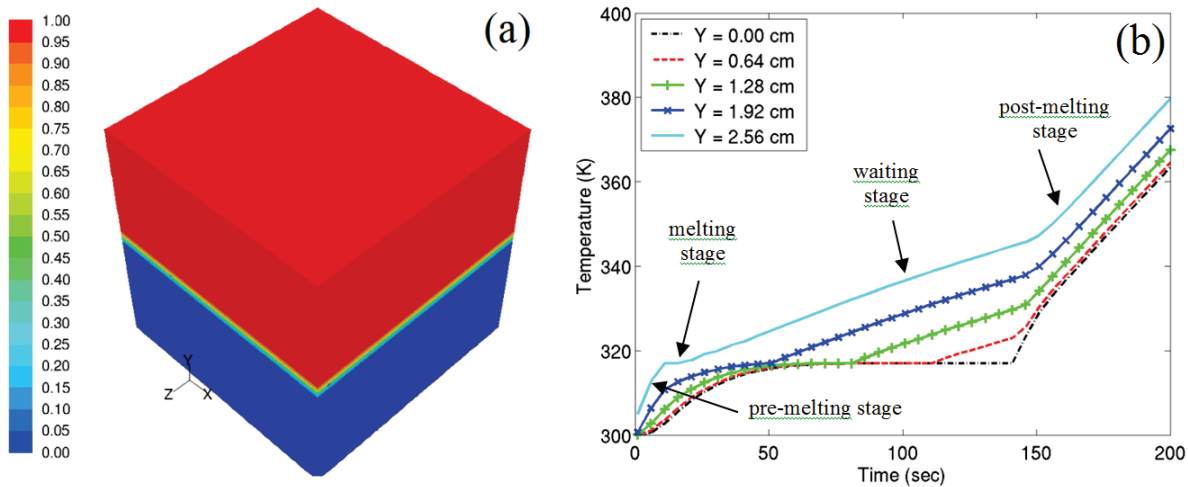 (a)
1.00
0.95
0.90
0.85
0.80
0.75
0.70
0.65
0.60
0.55
0.50
0.45
0.40
0.35
0.30
0.25
0.20
0.15
0.10
0.05
0.00
Y
Z X
(b)
Y = 0.00 cm
Y = 0.64 cm
Y = 1.28 cm
Y = 1.92 cm
Y = 2.56 cm
post-melting
stage
waiting
stage
melting
stage
pre-melting stage
Temperature (K)
400
380
360
340
320
300
0 50 100 150 200
Time (sec)